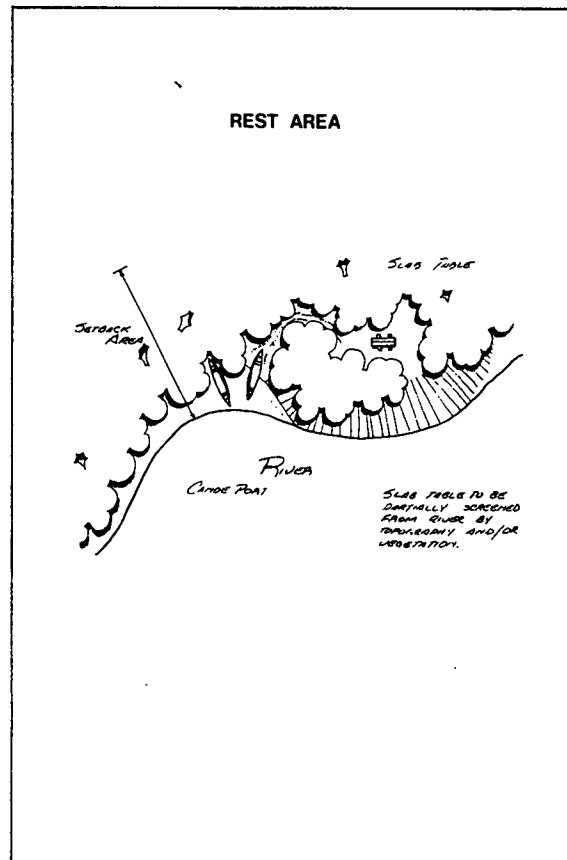 REST AREA
SLAB TABLE
SETBACK
AREA
RIVER
CANOE PORT
SLAB TABLE TO BE
PARTIALLY SCREENED
FROM RIVER BY
TOPOGRAPHY AND/OR
VEGETATION.